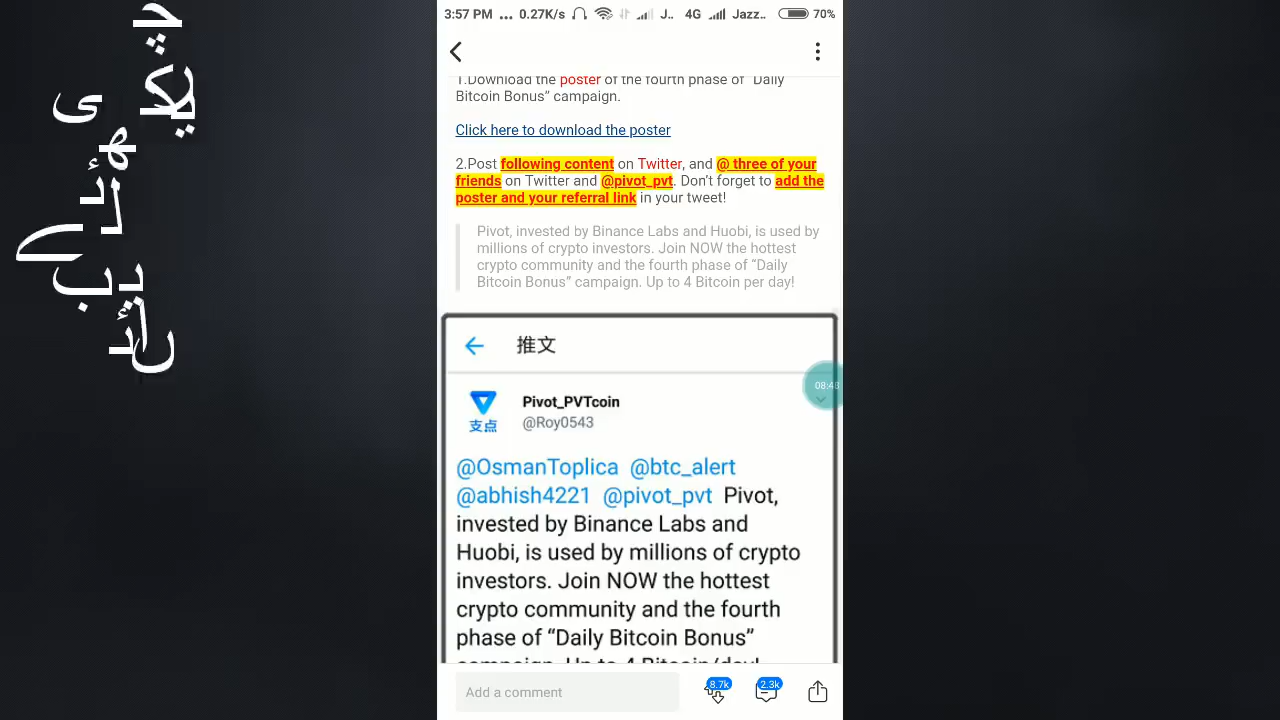 3:57 PM ... 0.27K/s J.. 4G Jazz.. 70%
1.Download the poster of the fourth phase of "Daily
Bitcoin Bonus" campaign.
Click here to download the poster
2.Post following content on Twitter, and @ three of your
friends on Twitter and @pivot_pvt. Don't forget to add the
poster and your referral link in your tweet!
Pivot, invested by Binance Labs and Huobi, is used by
millions of crypto investors. Join NOW the hottest
crypto community and the fourth phase of "Daily
Bitcoin Bonus" campaign. Up to 4 Bitcoin per day!
推文
08:48
Pivot_PVTcoin
支点
@Roy0543
@OsmanToplica @btc_alert
@abhish4221 @pivot_pvt Pivot,
invested by Binance Labs and
Huobi, is used by millions of crypto
investors. Join NOW the hottest
crypto community and the fourth
phase of “Daily Bitcoin Bonus”
campaign. Up to 4 Bitcoin/day!
Add a comment
8.7k
2.3k